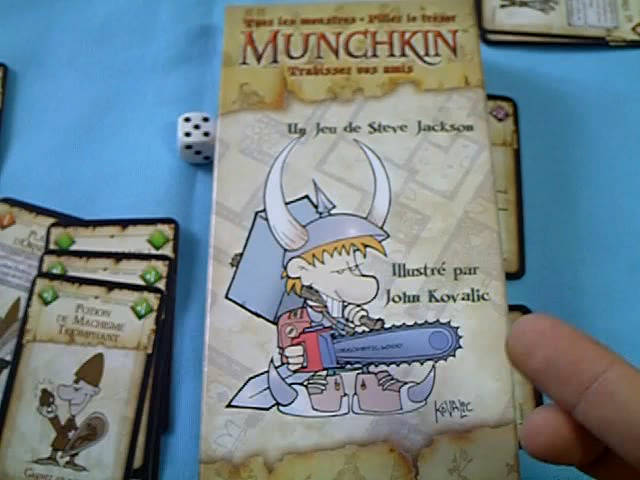 Tuez les monstres • Pillez le trésor
MUNCHKIN
Trahissez vos amis
Un Jeu de Steve Jackson
Illustré par
John Kovalic
KOVALIC
POTION
DE MACHISME
TRIOMPHANT